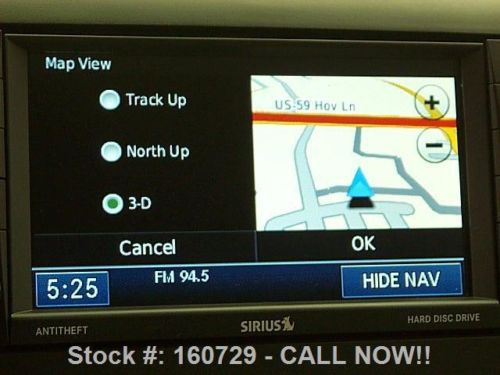 Map View
Track Up
North Up
3-D
US-59 Hov Ln
+
−
Cancel
OK
5:25
FM 94.5
HIDE NAV
ANTITHEFT
SIRIUS
HARD DISC DRIVE
Stock #: 160729 - CALL NOW!!